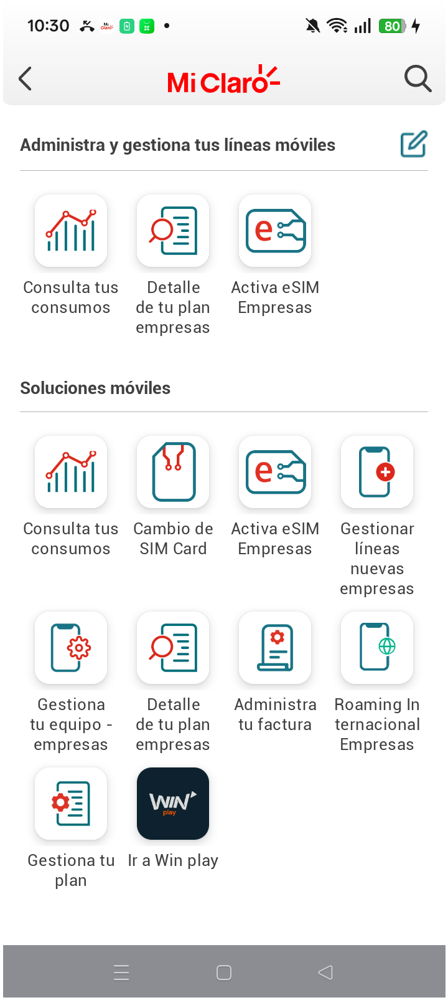 10:30
Mi Claro
80
Mi Claro
Administra y gestiona tus líneas móviles
e
Consulta tus consumos
Detalle de tu plan empresas
Activa eSIM Empresas
Soluciones móviles
e
Consulta tus consumos
Cambio de SIM Card
Activa eSIM Empresas
Gestionar líneas nuevas empresas
Gestiona tu equipo - empresas
Detalle de tu plan empresas
Administra tu factura
Roaming In
ternacional
Empresas
WIN
play
Gestiona tu plan
Ir a Win play